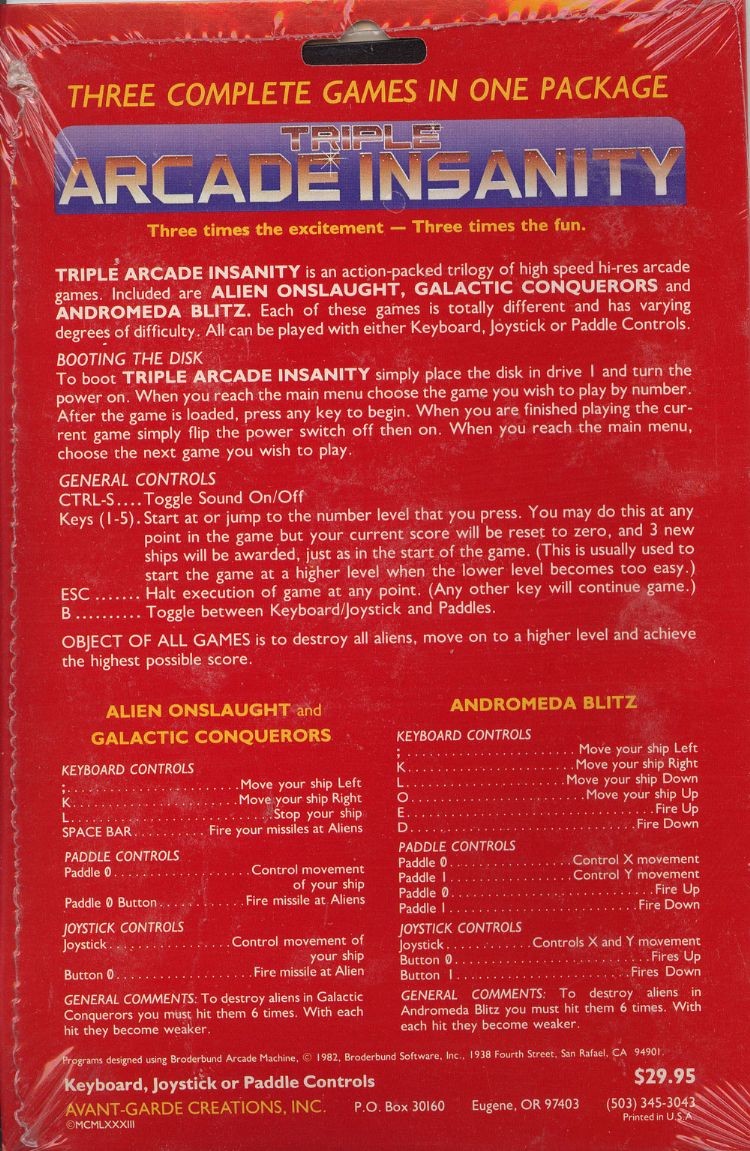 THREE COMPLETE GAMES IN ONE PACKAGE
TRIPLE
ARCADE INSANITY
Three times the excitement — Three times the fun.
TRIPLE ARCADE INSANITY is an action-packed trilogy of high speed hi-res arcade
games. Included are ALIEN ONSLAUGHT, GALACTIC CONQUERORS and
ANDROMEDA BLITZ. Each of these games is totally different and has varying
degrees of difficulty. All can be played with either Keyboard, Joystick or Paddle Controls.
BOOTING THE DISK
To boot TRIPLE ARCADE INSANITY simply place the disk in drive 1 and turn the
power on. When you reach the main menu choose the game you wish to play by number.
After the game is loaded, press any key to begin. When you are finished playing the cur-
rent game simply flip the power switch off then on. When you reach the main menu,
choose the next game you wish to play.
GENERAL CONTROLS
CTRL-S....Toggle Sound On/Off
Keys (1-5).Start at or jump to the number level that you press. You may do this at any
point in the game but your current score will be reset to zero, and 3 new
ships will be awarded, just as in the start of the game. (This is usually used to
start the game at a higher level when the lower level becomes too easy.)
ESC .......Halt execution of game at any point. (Any other key will continue game.)
B ..........Toggle between Keyboard/Joystick and Paddles.
OBJECT OF ALL GAMES is to destroy all aliens, move on to a higher level and achieve
the highest possible score.
ALIEN ONSLAUGHT and
GALACTIC CONQUERORS
KEYBOARD CONTROLS
;..........................Move your ship Left
K..........................Move your ship Right
L..........................Stop your ship
SPACE BAR...........Fire your missiles at Aliens
PADDLE CONTROLS
Paddle 0....................Control movement
of your ship
Paddle 0 Button.............Fire missile at Aliens
JOYSTICK CONTROLS
Joystick.................Control movement of
your ship
Button 0....................Fire missile at Alien
GENERAL COMMENTS: To destroy aliens in Galactic
Conquerors you must hit them 6 times. With each
hit they become weaker.
ANDROMEDA BLITZ
KEYBOARD CONTROLS
;..........................Move your ship Left
K..........................Move your ship Right
L..........................Move your ship Down
O..........................Move your ship Up
E..........................Fire Up
D..........................Fire Down
PADDLE CONTROLS
Paddle 0....................Control X movement
Paddle 1....................Control Y movement
Paddle 0....................Fire Up
Paddle 1....................Fire Down
JOYSTICK CONTROLS
Joystick............Controls X and Y movement
Button 0....................Fires Up
Button 1....................Fires Down
GENERAL COMMENTS: To destroy aliens in
Andromeda Blitz you must hit them 6 times. With
each hit they become weaker.
Programs designed using Broderbund Arcade Machine, © 1982, Broderbund Software, Inc., 1938 Fourth Street, San Rafael, CA 94901.
Keyboard, Joystick or Paddle Controls $29.95
AVANT-GARDE CREATIONS, INC. P.O. Box 30160 Eugene, OR 97403 (503) 345-3043
©MCMLXXXIII Printed in U.S.A.